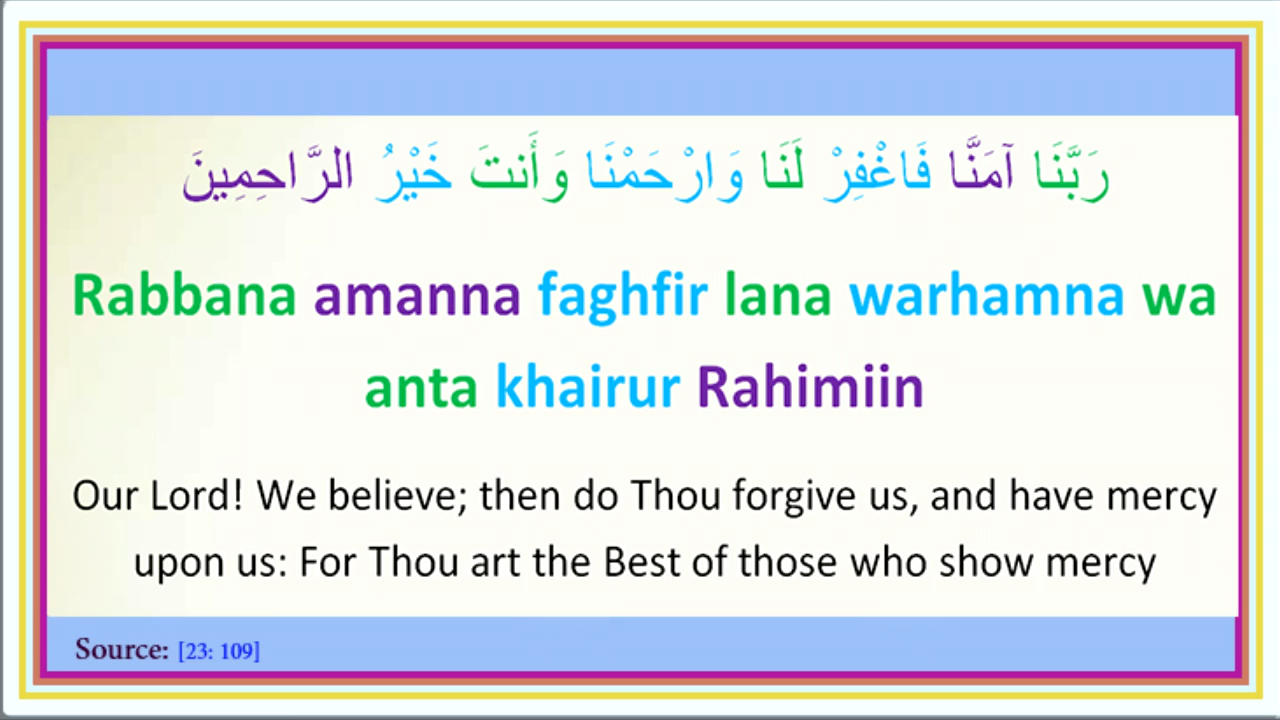 رَبَّنَا آمَنَّا فَاغْفِرْ لَنَا وَارْحَمْنَا وَأَنتَ خَيْرُ الرَّاحِمِينَ
Rabbana amanna faghfir lana warhamna wa
anta khairur Rahimiin
Our Lord! We believe; then do Thou forgive us, and have mercy
upon us: For Thou art the Best of those who show mercy
Source: [23: 109]